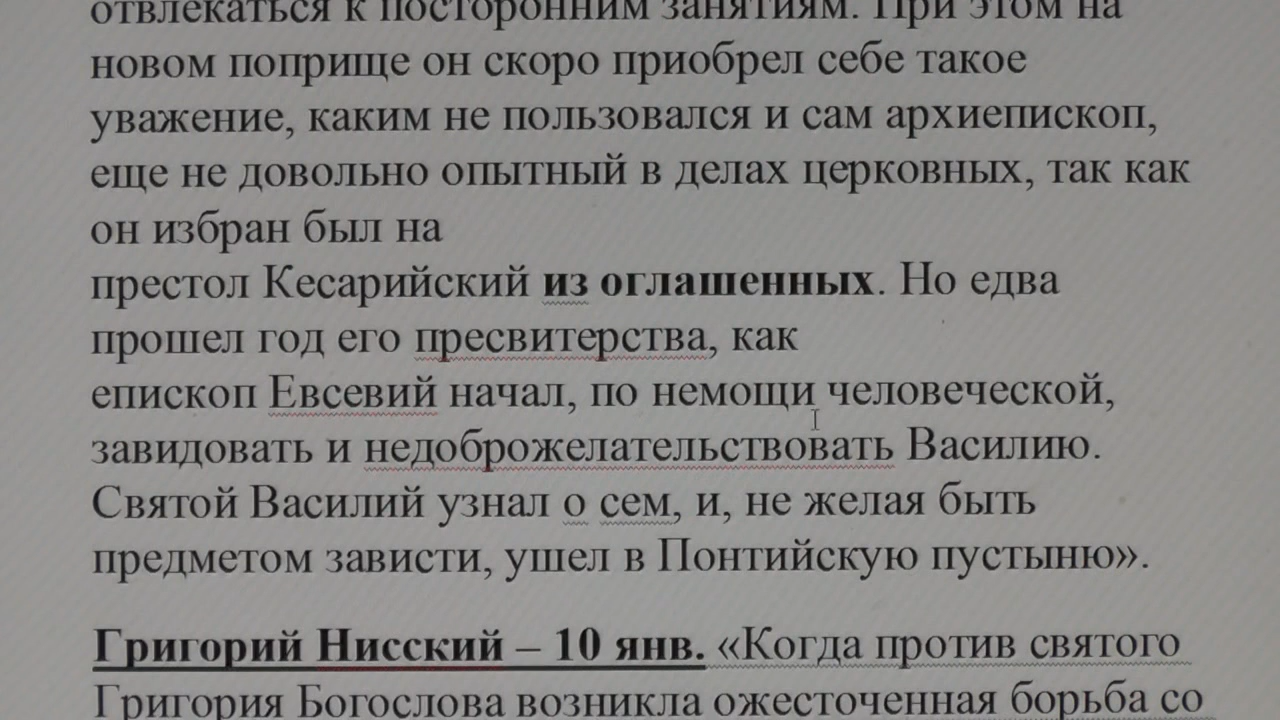 отвлекаться к посторонним занятиям. При этом на
новом поприще он скоро приобрел себе такое
уважение, каким не пользовался и сам архиепископ,
еще не довольно опытный в делах церковных, так как
он избран был на
престол Кесарийский из оглашенных. Но едва
прошел год его пресвитерства, как
епископ Евсевий начал, по немощи человеческой,
завидовать и недоброжелательствовать Василию.
Святой Василий узнал о сем, и, не желая быть
предметом зависти, ушел в Понтийскую пустыню».
Григорий Нисский – 10 янв. «Когда против святого
Григория Богослова возникла ожесточенная борьба со